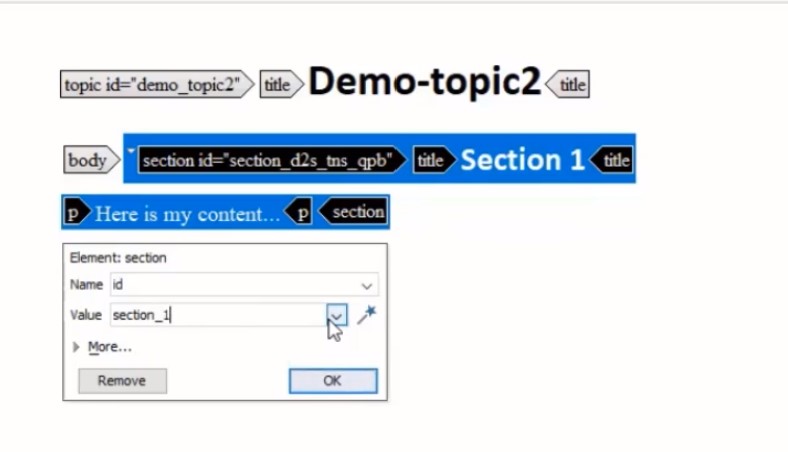 topic id="demo_topic2" title Demo-topic2 title
body section id="section_d2s_tns_qpb" title Section 1 title
p Here is my content... p section
Element: section
Name id
Value section_1
More...
Remove OK